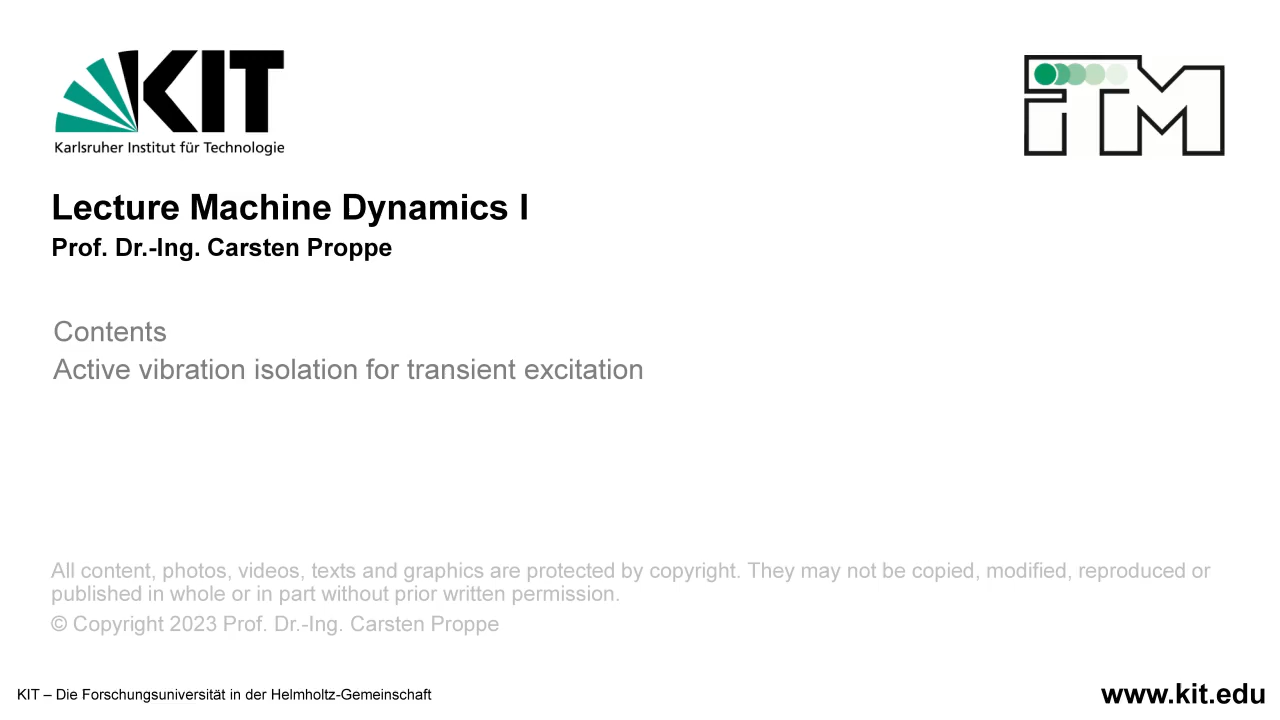 KIT
Karlsruher Institut für Technologie
iTM
Lecture Machine Dynamics I
Prof. Dr.-Ing. Carsten Proppe
Contents
Active vibration isolation for transient excitation
All content, photos, videos, texts and graphics are protected by copyright. They may not be copied, modified, reproduced or
published in whole or in part without prior written permission.
© Copyright 2023 Prof. Dr.-Ing. Carsten Proppe
KIT – Die Forschungsuniversität in der Helmholtz-Gemeinschaft
www.kit.edu